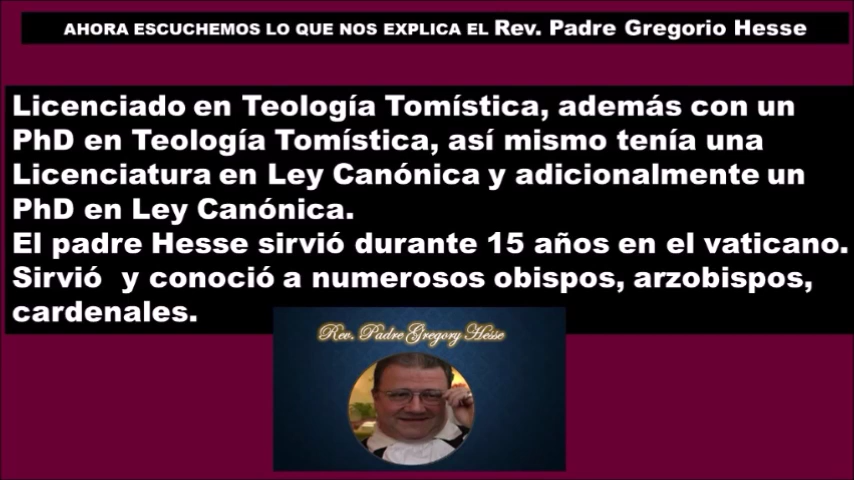 AHORA ESCUCHEMOS LO QUE NOS EXPLICA EL Rev. Padre Gregorio Hesse
Licenciado en Teología Tomística, además con un
PhD en Teología Tomística, así mismo tenía una
Licenciatura en Ley Canónica y adicionalmente un
PhD en Ley Canónica.
El padre Hesse sirvió durante 15 años en el vaticano.
Sirvió y conoció a numerosos obispos, arzobispos,
cardenales.
Rev. Padre Gregory Hesse